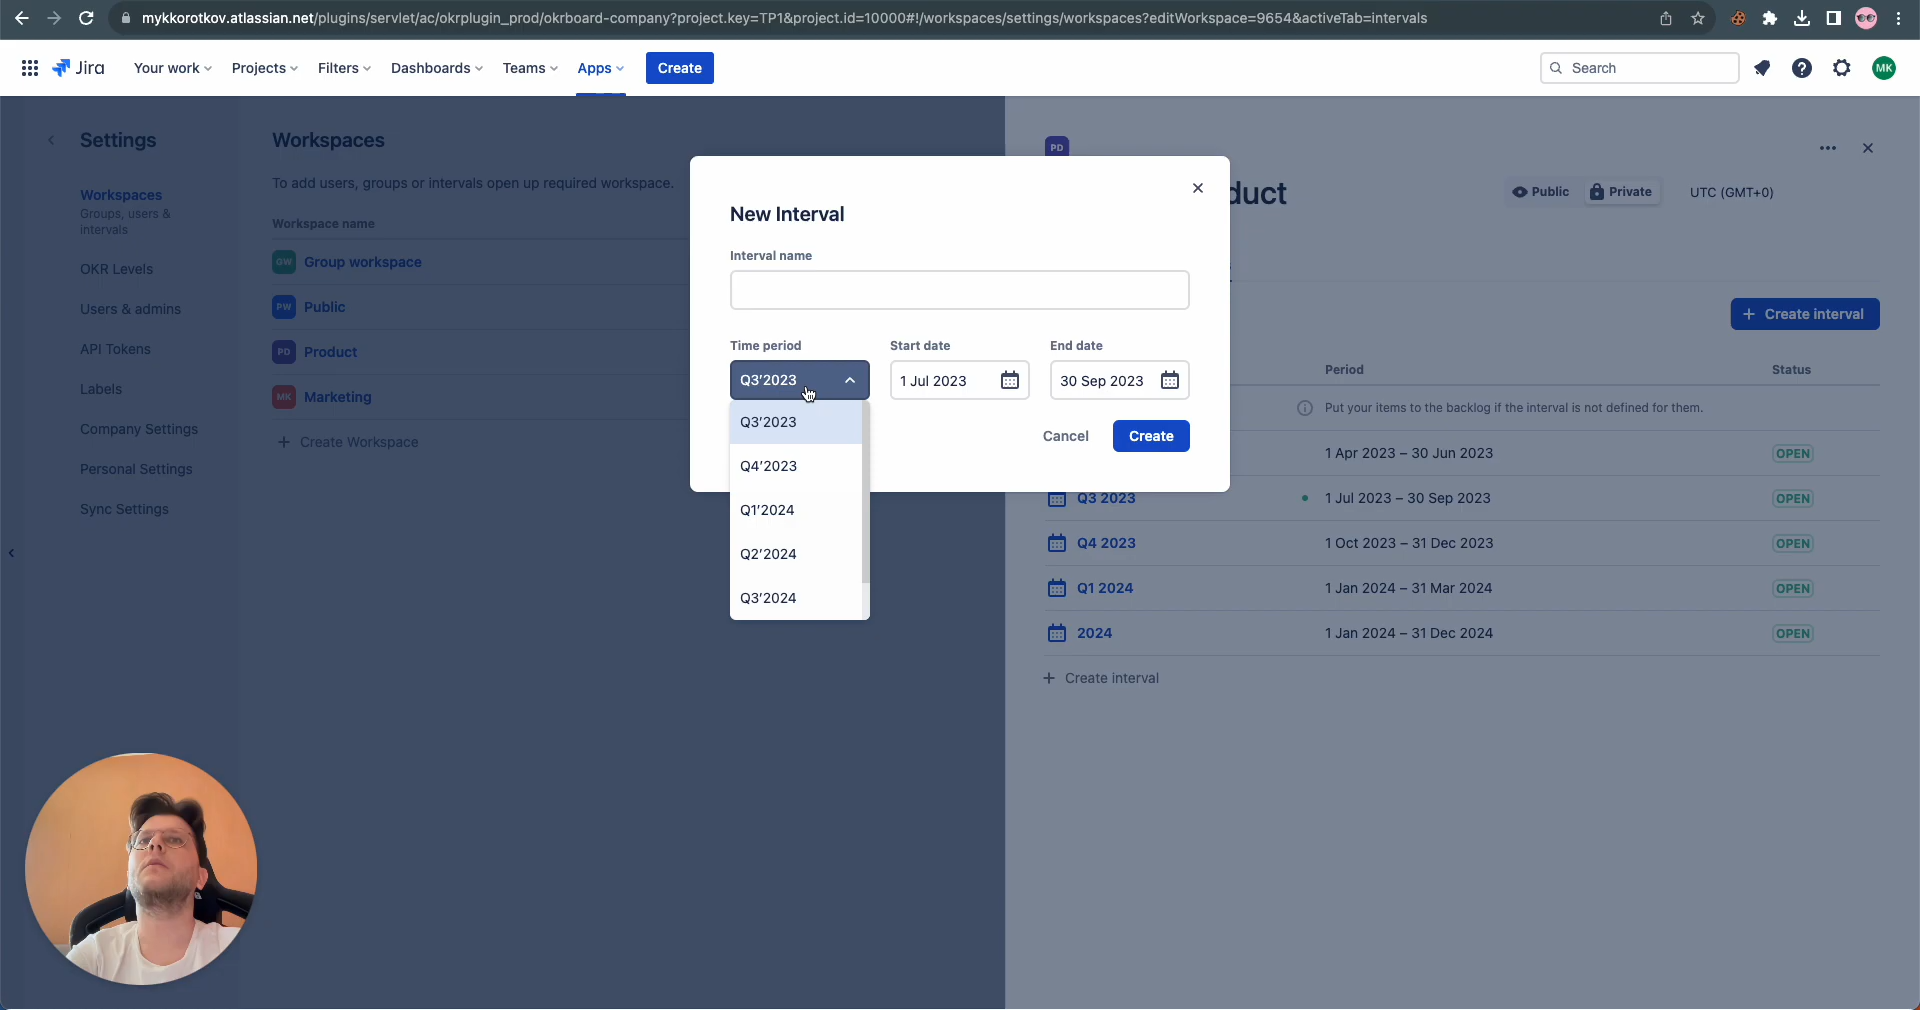 mykkorotkov.atlassian.net/plugins/servlet/ac/okrplugin_prod/okrboard-company?project.key=TP1&project.id=10000#!/workspaces/settings/workspaces?editWorkspace=9654&activeTab=intervals
Jira
Your work
Projects
Filters
Dashboards
Teams
Apps
Create
Search
MK
Settings
Workspaces
Groups, users &
intervals
OKR Levels
Users & admins
API Tokens
Labels
Company Settings
Personal Settings
Sync Settings
Workspaces
To add users, groups or intervals open up required workspace.
Workspace name
GW Group workspace
PW Public
PD Product
MK Marketing
+ Create Workspace
New Interval
Interval name
Time period
Start date
End date
Q3'2023
1 Jul 2023
30 Sep 2023
Q3'2023
Q4'2023
Q1'2024
Q2'2024
Q3'2024
Cancel
Create
PD
duct
Public
Private
UTC (GMT+0)
+ Create interval
Period
Status
Put your items to the backlog if the interval is not defined for them.
1 Apr 2023 – 30 Jun 2023
OPEN
Q3 2023
1 Jul 2023 – 30 Sep 2023
OPEN
Q4 2023
1 Oct 2023 – 31 Dec 2023
OPEN
Q1 2024
1 Jan 2024 – 31 Mar 2024
OPEN
2024
1 Jan 2024 – 31 Dec 2024
OPEN
+ Create interval